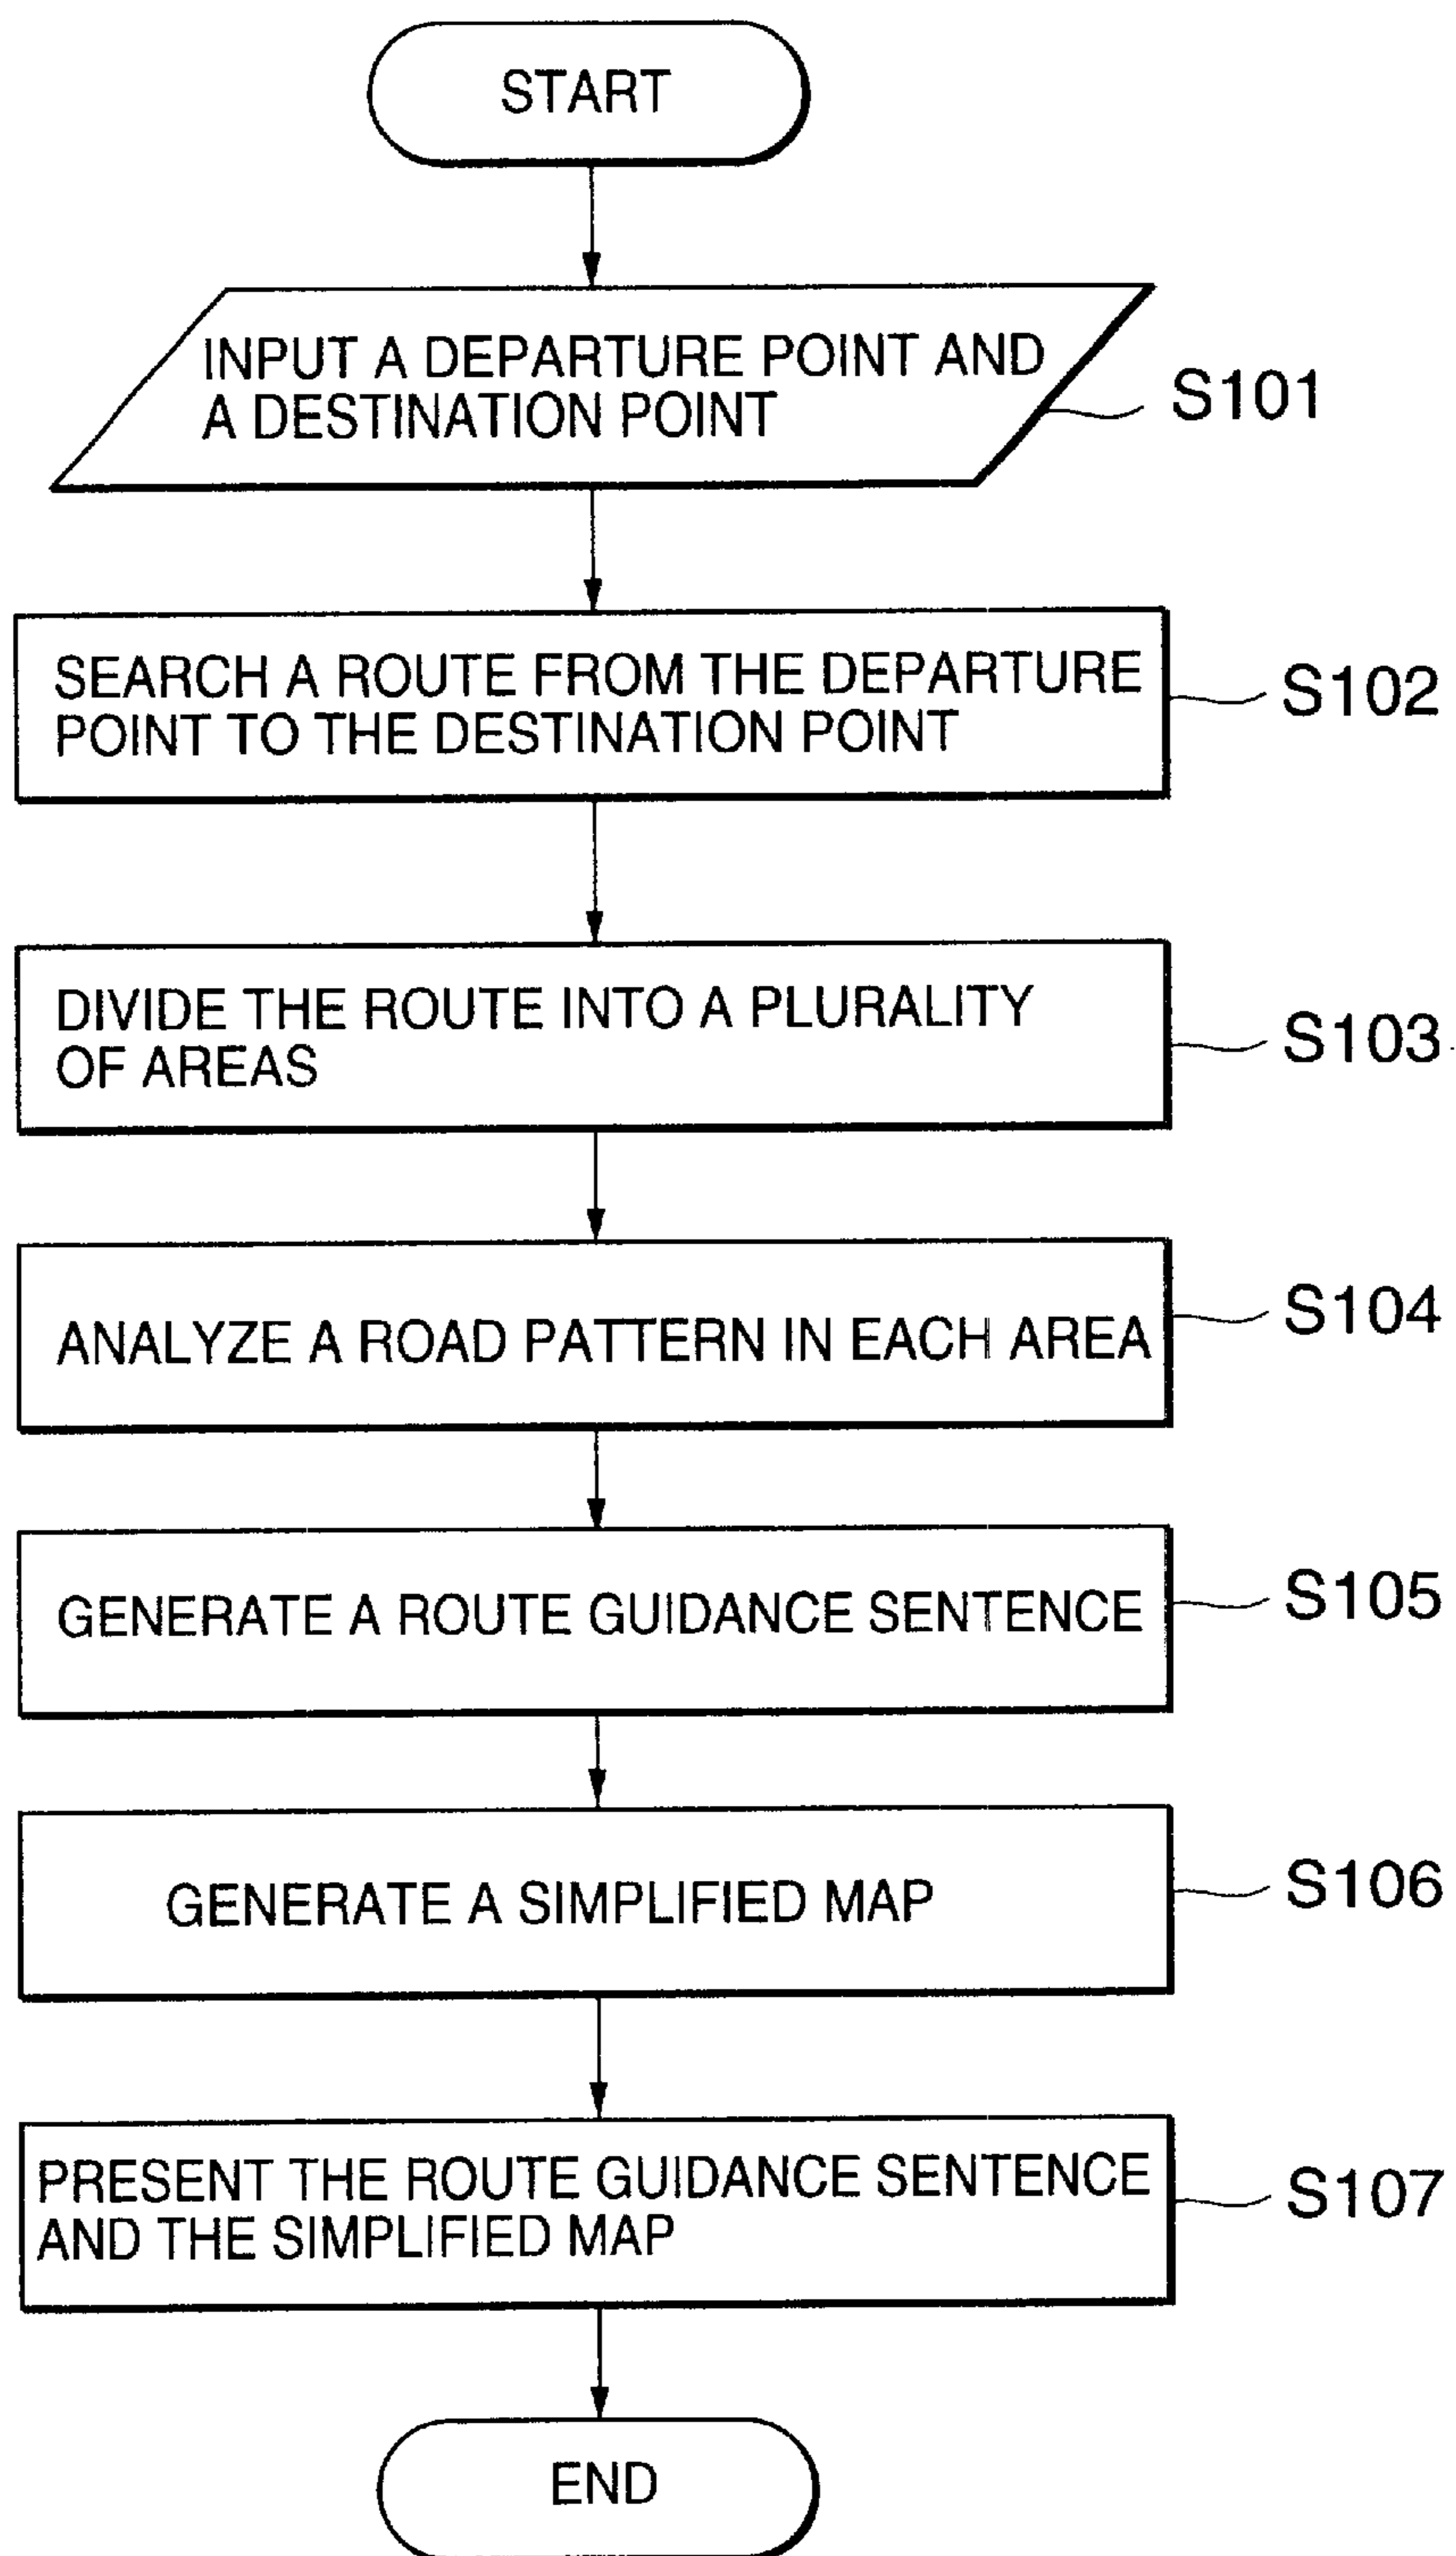 START
INPUT A DEPARTURE POINT AND
A DESTINATION POINT
S101
SEARCH A ROUTE FROM THE DEPARTURE
POINT TO THE DESTINATION POINT
S102
DIVIDE THE ROUTE INTO A PLURALITY
OF AREAS
S103
ANALYZE A ROAD PATTERN IN EACH AREA
S104
GENERATE A ROUTE GUIDANCE SENTENCE
S105
GENERATE A SIMPLIFIED MAP
S106
PRESENT THE ROUTE GUIDANCE SENTENCE
AND THE SIMPLIFIED MAP
S107
END